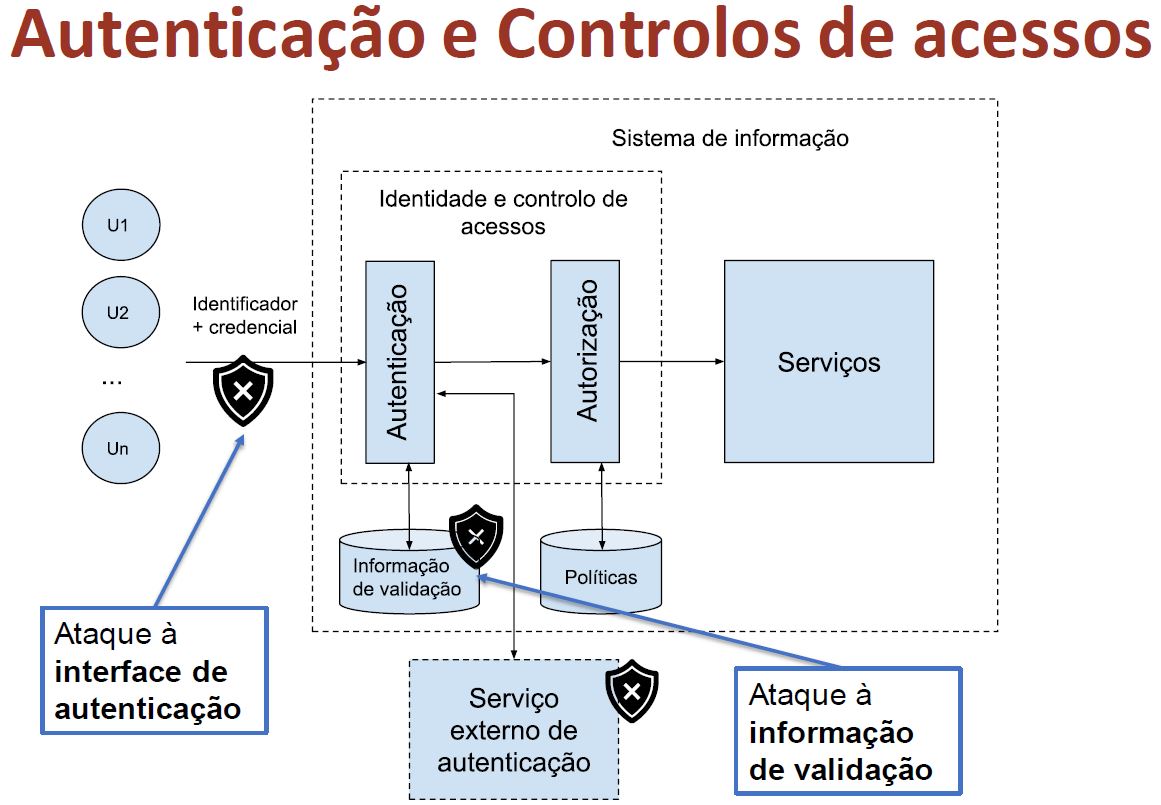 Autenticação e Controlos de acessos
Sistema de informação
Identidade e controlo de
acessos
U1
U2
...
Un
Identificador
+ credencial
Autenticação
Autorização
Serviços
Informação
de validação
Políticas
Ataque à
interface de
autenticação
Serviço
externo de
autenticação
Ataque à
informação
de validação